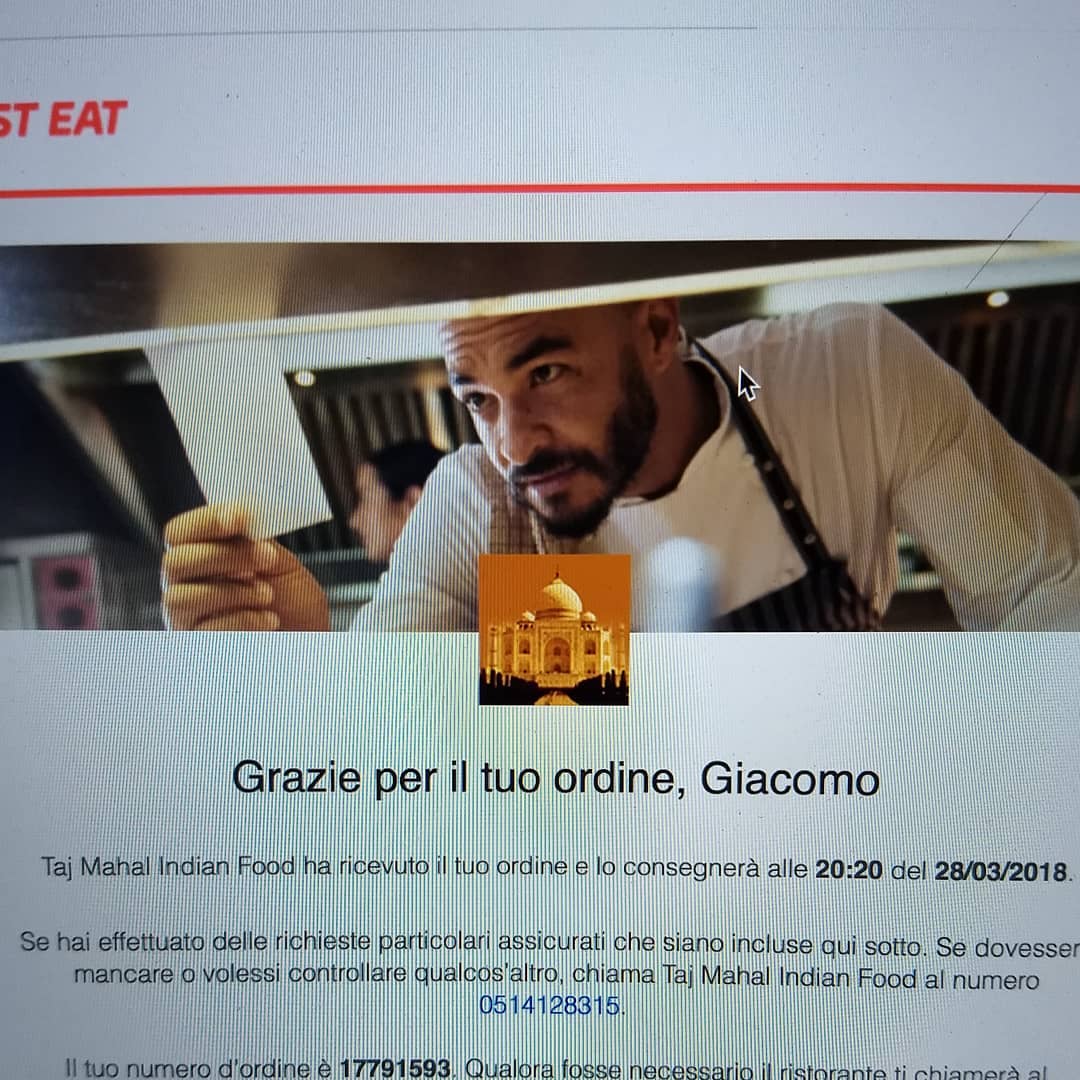 ST EAT
Grazie per il tuo ordine, Giacomo
Taj Mahal Indian Food ha ricevuto il tuo ordine e lo consegnerà alle 20:20 del 28/03/2018.
Se hai effettuato delle richieste particolari assicurati che siano incluse qui sotto. Se dovesser
mancare o volessi controllare qualcos'altro, chiama Taj Mahal Indian Food al numero
0514128315.
Il tuo numero d'ordine è 17791593. Qualora fosse necessario il ristorante ti chiamerà al